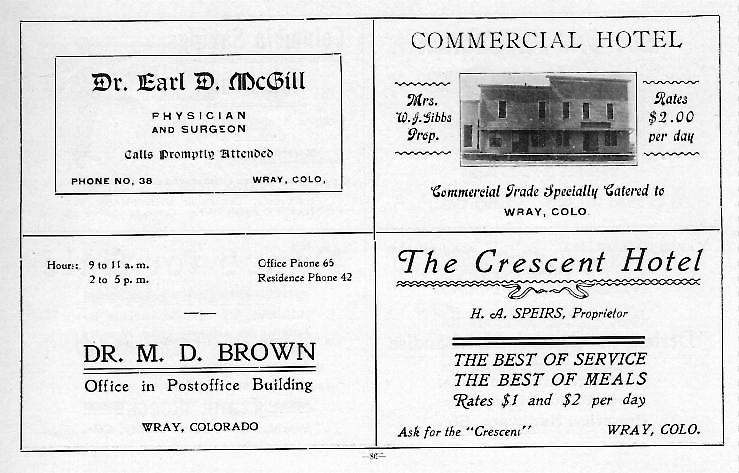 Dr. Earl D. McGill
PHYSICIAN
AND SURGEON
Calls Promptly Attended
PHONE NO, 38 WRAY, COLO,
COMMERCIAL HOTEL
Mrs.
W. J. Gibbs
Prop.
Rates
$2.00
per day
Commercial Trade Specially Catered to
WRAY, COLO.
Hours: 9 to 11 a. m.
2 to 5 p. m.
Office Phone 65
Residence Phone 42
DR. M. D. BROWN
Office in Postoffice Building
WRAY, COLORADO
The Crescent Hotel
H. A. SPEIRS, Proprietor
THE BEST OF SERVICE
THE BEST OF MEALS
Rates $1 and $2 per day
Ask for the "Crescent" WRAY, COLO.